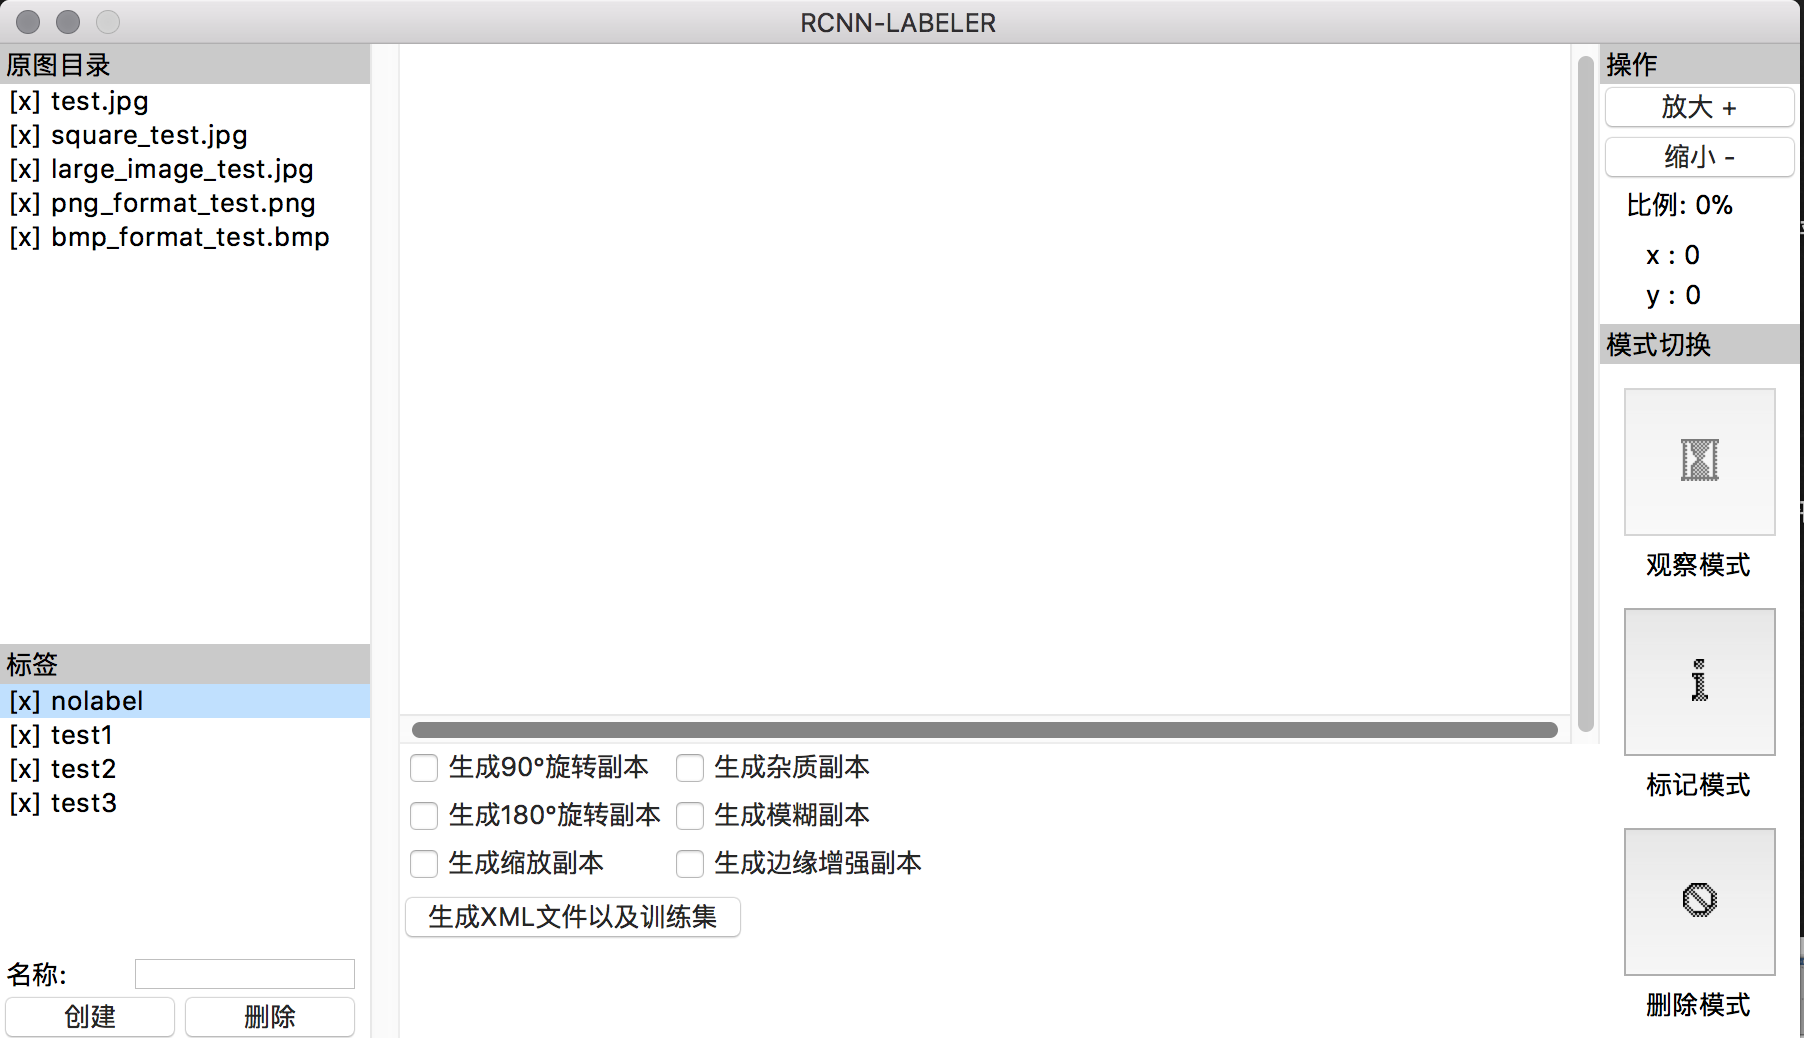 RCNN-LABELER
原图目录
[x] test.jpg
[x] square_test.jpg
[x] large_image_test.jpg
[x] png_format_test.png
[x] bmp_format_test.bmp
标签
[x] nolabel
[x] test1
[x] test2
[x] test3
名称:
创建 删除
生成90°旋转副本 生成杂质副本
生成180°旋转副本 生成模糊副本
生成缩放副本 生成边缘增强副本
生成XML文件以及训练集
操作
放大 +
缩小 -
比例: 0%
x : 0
y : 0
模式切换
观察模式
标记模式
删除模式